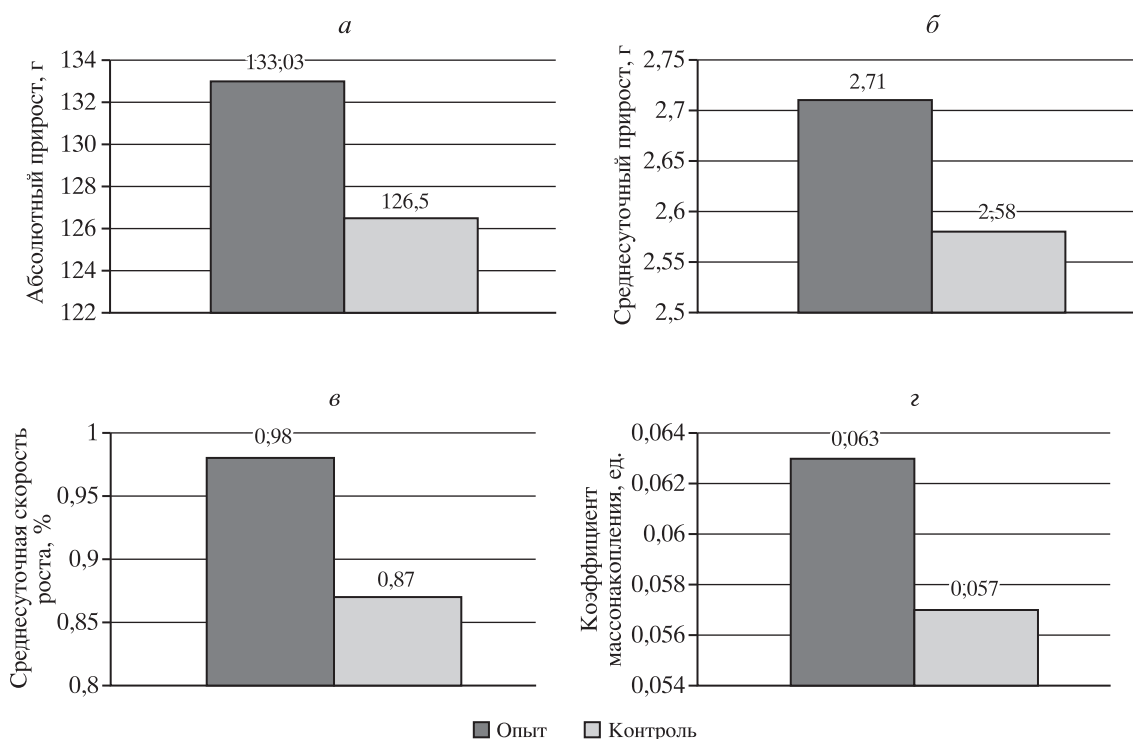 а
Абсолютный прирост, г
134
132
130
128
126
124
122
133,03
126,5
б
Среднесуточный прирост, г
2,75
2,7
2,65
2,6
2,55
2,5
2,71
2,58
в
Среднесуточная скорость
роста, %
1
0,95
0,9
0,85
0,8
0,98
0,87
г
Коэффициент
массонакопления, ед.
0,064
0,062
0,06
0,058
0,056
0,054
0,063
0,057
Опыт
Контроль